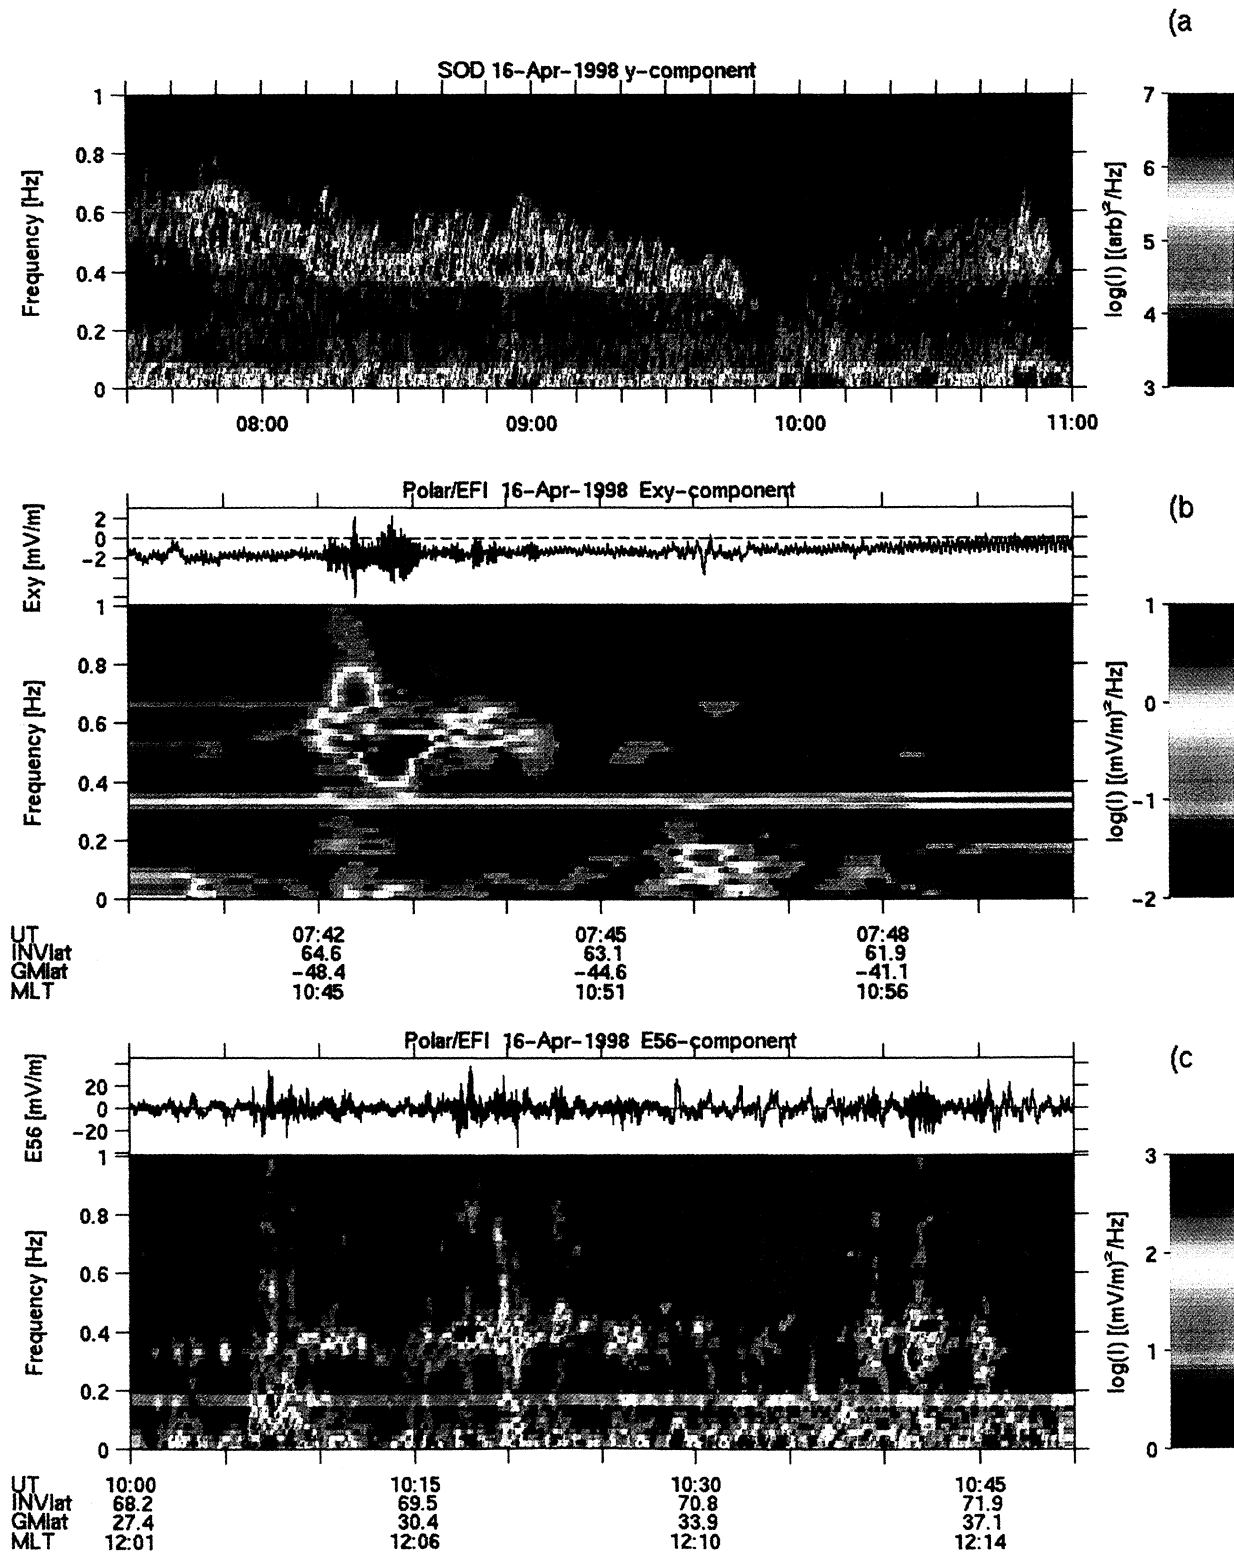 (a
SOD 16-Apr-1998 y-component
1
0.8
0.6
0.4
0.2
0
Frequency [Hz]
08:00 09:00 10:00 11:00
7
6
5
4
3
log(I) [(arb)²/Hz]
(b
Polar/EFI 16-Apr-1998 Exy-component
2
0
-2
Exy [mV/m]
1
0.8
0.6
0.4
0.2
0
Frequency [Hz]
1
0
-1
-2
log(I) [(mV/m)²/Hz]
UT 07:42 07:45 07:48
INVlat 64.6 63.1 61.9
GMlat -48.4 -44.6 -41.1
MLT 10:45 10:51 10:56
(c
Polar/EFI 16-Apr-1998 E56-component
20
0
-20
E56 [mV/m]
1
0.8
0.6
0.4
0.2
0
Frequency [Hz]
3
2
1
0
log(I) [(mV/m)²/Hz]
UT 10:00 10:15 10:30 10:45
INVlat 68.2 69.5 70.8 71.9
GMlat 27.4 30.4 33.9 37.1
MLT 12:01 12:06 12:10 12:14